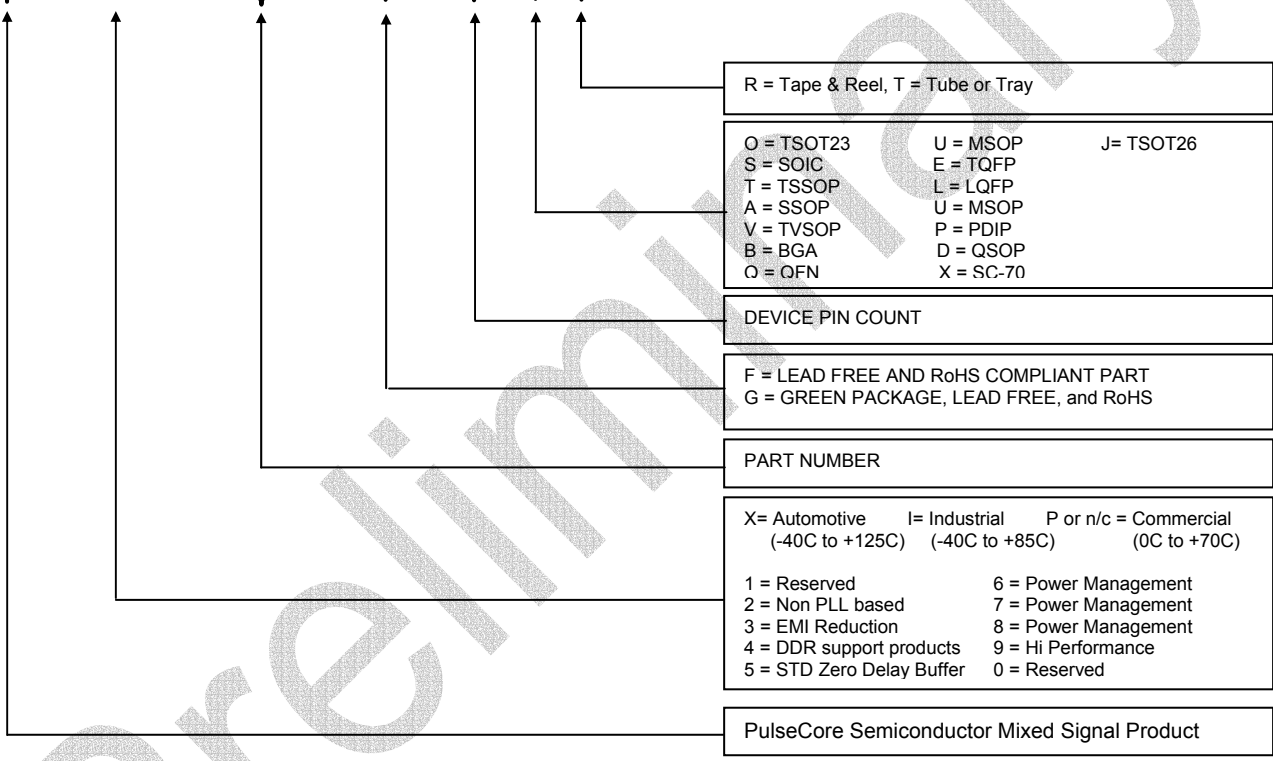 R = Tape & Reel, T = Tube or Tray
O = TSOT23 U = MSOP J= TSOT26
S = SOIC E = TQFP
T = TSSOP L = LQFP
A = SSOP U = MSOP
V = TVSOP P = PDIP
B = BGA D = QSOP
Q = QFN X = SC-70
DEVICE PIN COUNT
F = LEAD FREE AND RoHS COMPLIANT PART
G = GREEN PACKAGE, LEAD FREE, and RoHS
PART NUMBER
X= Automotive I= Industrial P or n/c = Commercial
(-40C to +125C) (-40C to +85C) (0C to +70C)
1 = Reserved 6 = Power Management
2 = Non PLL based 7 = Power Management
3 = EMI Reduction 8 = Power Management
4 = DDR support products 9 = Hi Performance
5 = STD Zero Delay Buffer 0 = Reserved
PulseCore Semiconductor Mixed Signal Product
Preliminary